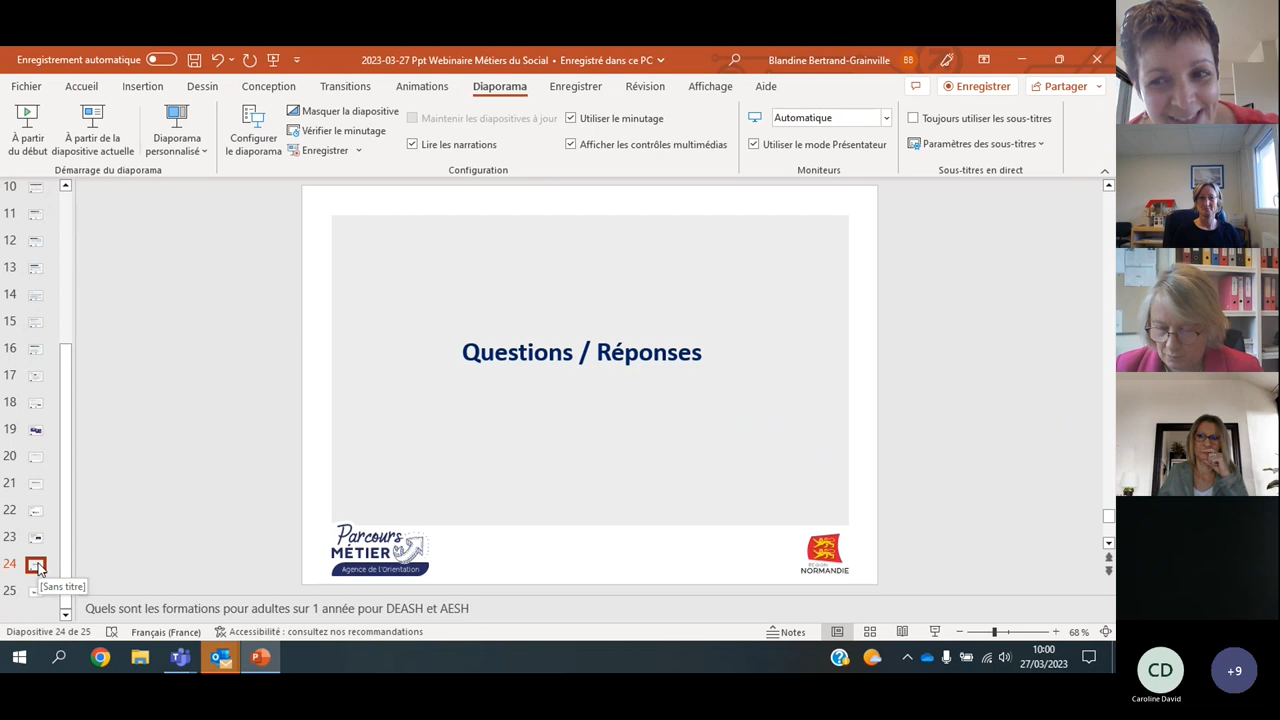 Enregistrement automatique
2023-03-27 Ppt Webinaire Métiers du Social • Enregistré dans ce PC
Blandine Bertrand-Grainville
BB
Fichier Accueil Insertion Dessin Conception Transitions Animations Diaporama Enregistrer Révision Affichage Aide
Enregistrer
Partager
À partir du début
À partir de la diapositive actuelle
Diaporama personnalisé
Démarrage du diaporama
Configurer le diaporama
Masquer la diapositive
Vérifier le minutage
Enregistrer
Maintenir les diapositives à jour
Lire les narrations
Utiliser le minutage
Afficher les contrôles multimédias
Configuration
Automatique
Utiliser le mode Présentateur
Moniteurs
Toujours utiliser les sous-titres
Paramètres des sous-titres
Sous-titres en direct
10
11
12
13
14
15
16
17
18
19
20
21
22
23
24
[Sans titre]
25
Questions / Réponses
Parcours
MÉTIER
Agence de l'Orientation
RÉGION
NORMANDIE
Quels sont les formations pour adultes sur 1 année pour DEASH et AESH
Diapositive 24 de 25
Français (France)
Accessibilité : consultez nos recommandations
Notes
68 %
10:00
27/03/2023
CD
Caroline David
+9